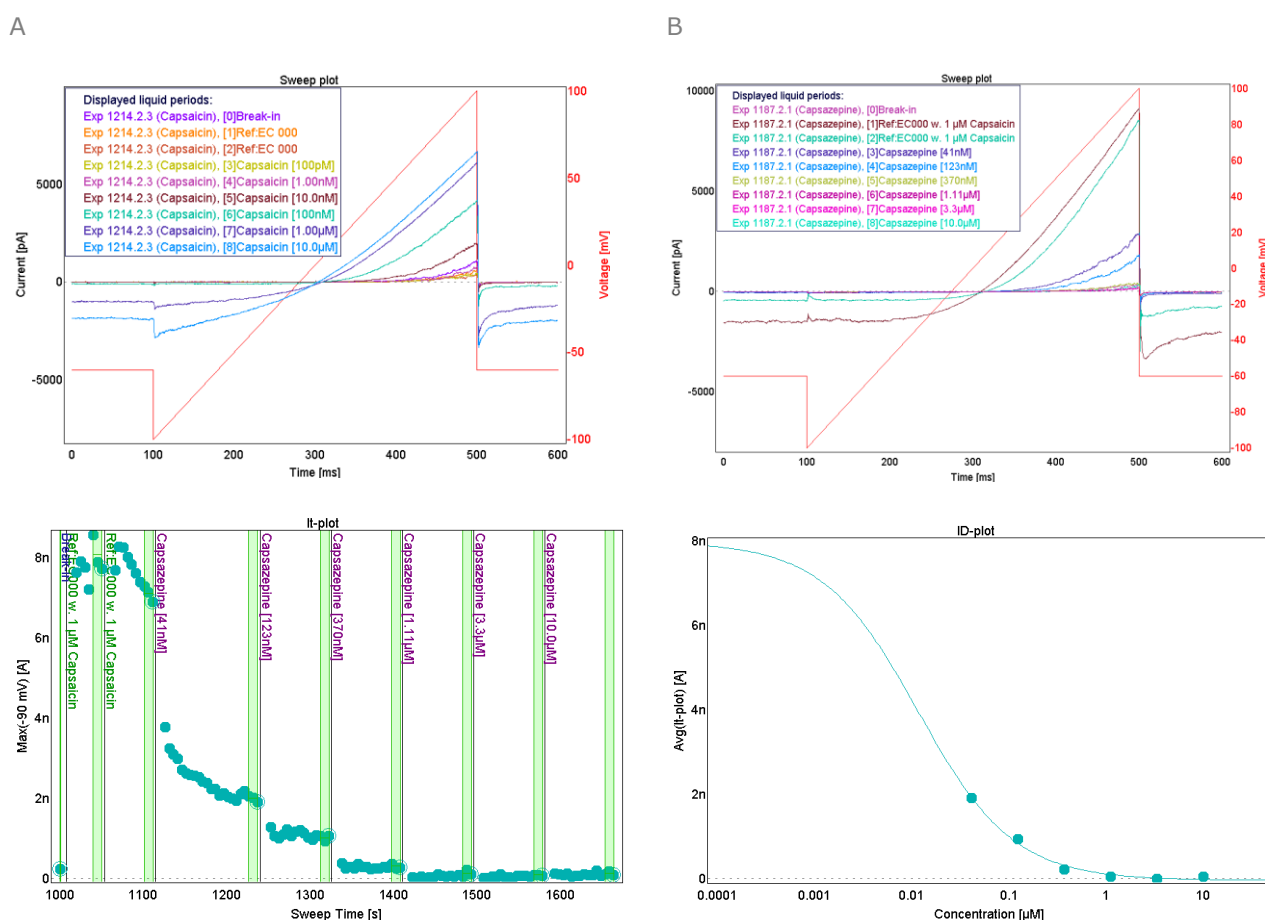 A
B
Sweep plot
Displayed liquid periods:
Exp 1214.2.3 (Capsaicin), [0]Break-in
Exp 1214.2.3 (Capsaicin), [1]Ref:EC 000
Exp 1214.2.3 (Capsaicin), [2]Ref:EC 000
Exp 1214.2.3 (Capsaicin), [3]Capsaicin [100pM]
Exp 1214.2.3 (Capsaicin), [4]Capsaicin [1.00nM]
Exp 1214.2.3 (Capsaicin), [5]Capsaicin [10.0nM]
Exp 1214.2.3 (Capsaicin), [6]Capsaicin [100nM]
Exp 1214.2.3 (Capsaicin), [7]Capsaicin [1.00µM]
Exp 1214.2.3 (Capsaicin), [8]Capsaicin [10.0µM]
5000
0
-5000
Current [pA]
100
50
0
-50
-100
Voltage [mV]
0 100 200 300 400 500 600
Time [ms]
Sweep plot
Displayed liquid periods:
Exp 1187.2.1 (Capsazepine), [0]Break-in
Exp 1187.2.1 (Capsazepine), [1]Ref:EC000 w. 1 µM Capsaicin
Exp 1187.2.1 (Capsazepine), [2]Ref:EC000 w. 1 µM Capsaicin
Exp 1187.2.1 (Capsazepine), [3]Capsazepine [41nM]
Exp 1187.2.1 (Capsazepine), [4]Capsazepine [123nM]
Exp 1187.2.1 (Capsazepine), [5]Capsazepine [370nM]
Exp 1187.2.1 (Capsazepine), [6]Capsazepine [1.11µM]
Exp 1187.2.1 (Capsazepine), [7]Capsazepine [3.3µM]
Exp 1187.2.1 (Capsazepine), [8]Capsazepine [10.0µM]
10000
5000
0
-5000
Current [pA]
100
80
60
40
20
0
-20
-40
-60
-80
-100
Voltage [mV]
0 100 200 300 400 500 600
Time [ms]
It-plot
Break-in
Ref:EC000 w. 1 µM Capsaicin
Ref:EC000 w. 1 µM Capsaicin
Capsazepine [41nM]
Capsazepine [123nM]
Capsazepine [370nM]
Capsazepine [1.11µM]
Capsazepine [3.3µM]
Capsazepine [10.0µM]
8n
6n
4n
2n
0
Max(-90 mV) [A]
1000 1100 1200 1300 1400 1500 1600
Sweep Time [s]
ID-plot
8n
6n
4n
2n
0
Avg(It-plot) [A]
0.0001 0.001 0.01 0.1 1 10
Concentration [µM]